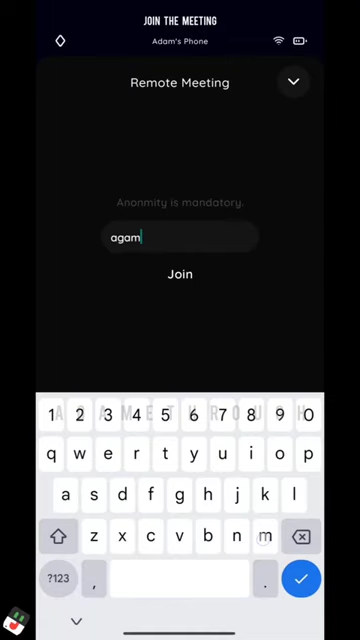 JOIN THE MEETING
Adam's Phone
Remote Meeting
Anonmity is mandatory.
agam
Join
AGAMETHROUGH
1 2 3 4 5 6 7 8 9 0
q w e r t y u i o p
a s d f g h j k l
z x c v b n m
?123 , .